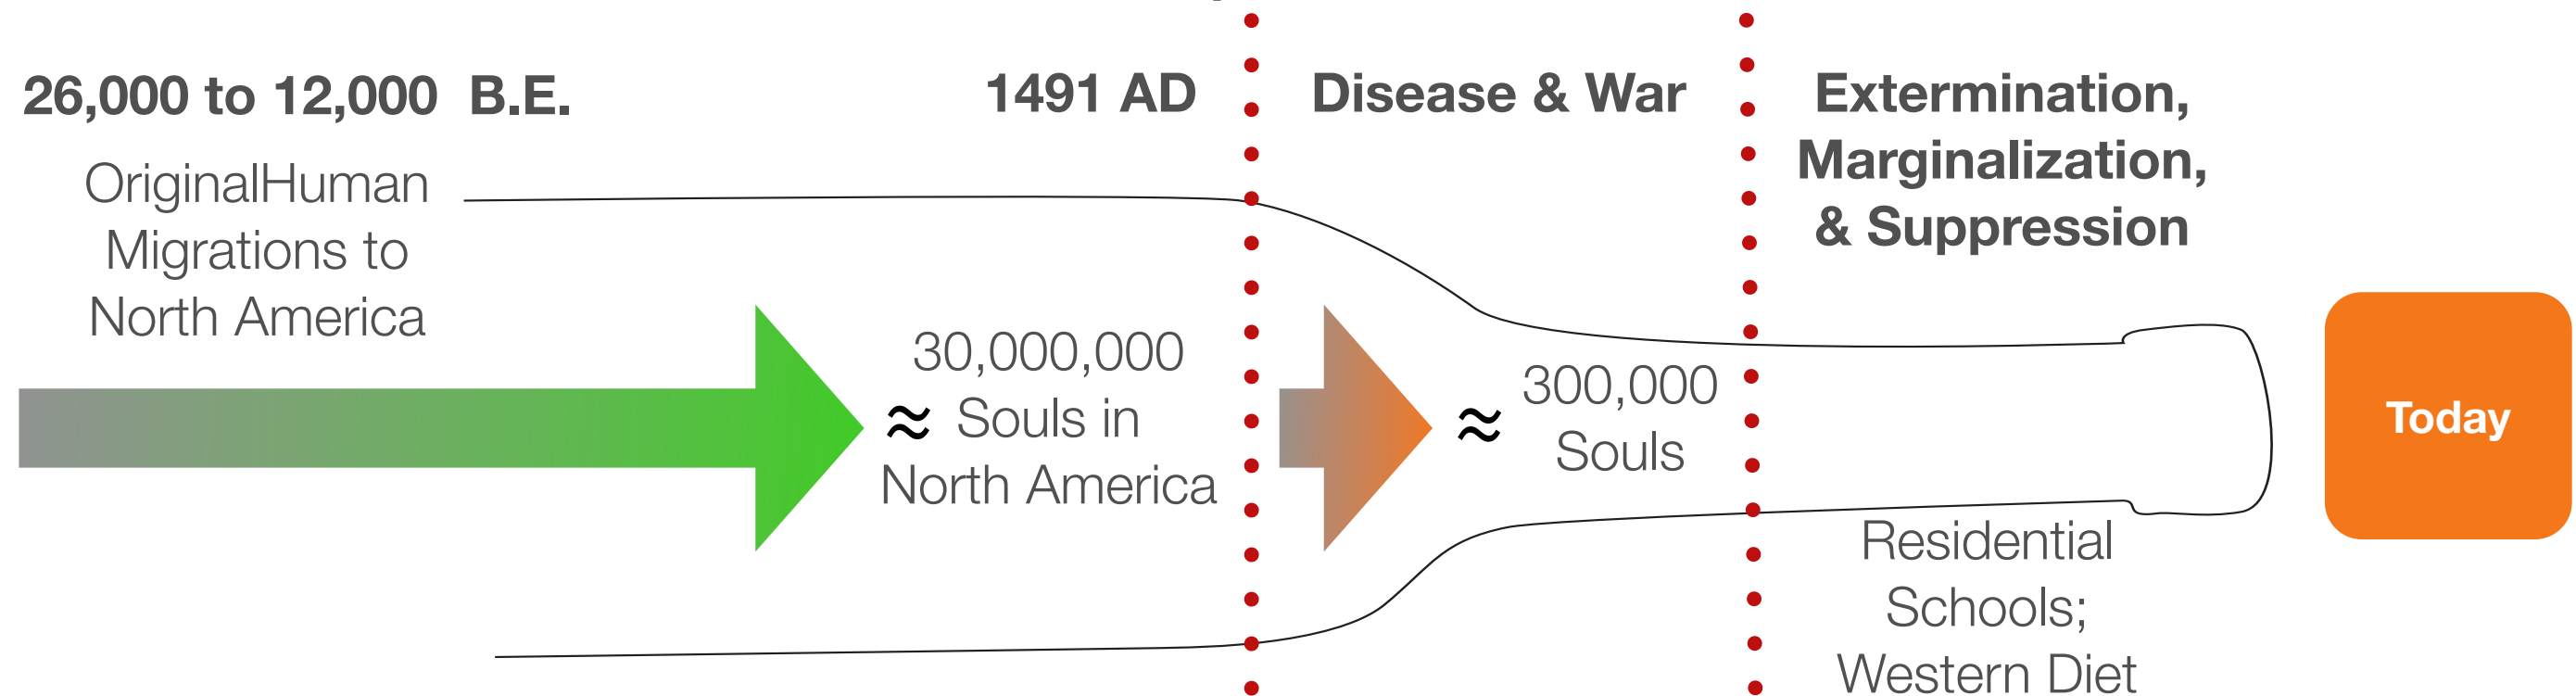 26,000 to 12,000 B.E.
OriginalHuman
Migrations to
North America
1491 AD
≈ 30,000,000
Souls in
North America
Disease & War
≈ 300,000
Souls
Extermination,
Marginalization,
& Suppression
Residential
Schools;
Western Diet
Today